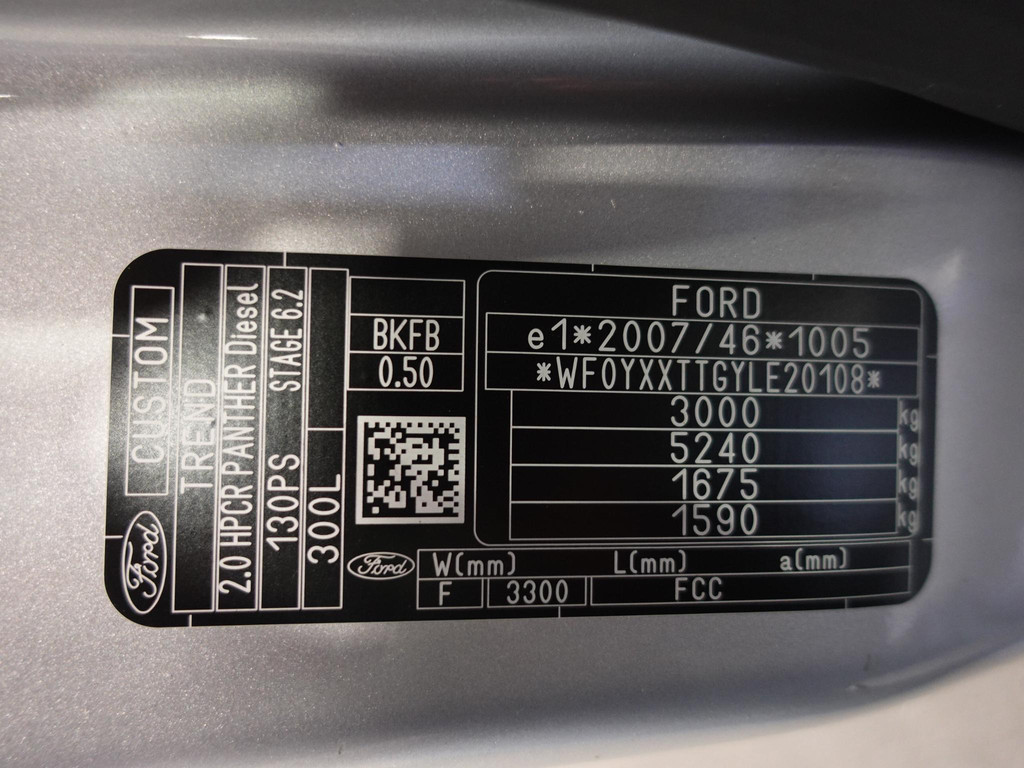 Ford
CUSTOM
TREND
2.0 HPCR PANTHER Diesel
130PS STAGE 6.2
300L
BKFB
0.50
FORD
e1*2007/46*1005
*WF0YXXTTGYLE20108*
3000 kg
5240 kg
1675 kg
1590 kg
Ford
W(mm) L(mm) a(mm)
F 3300 FCC